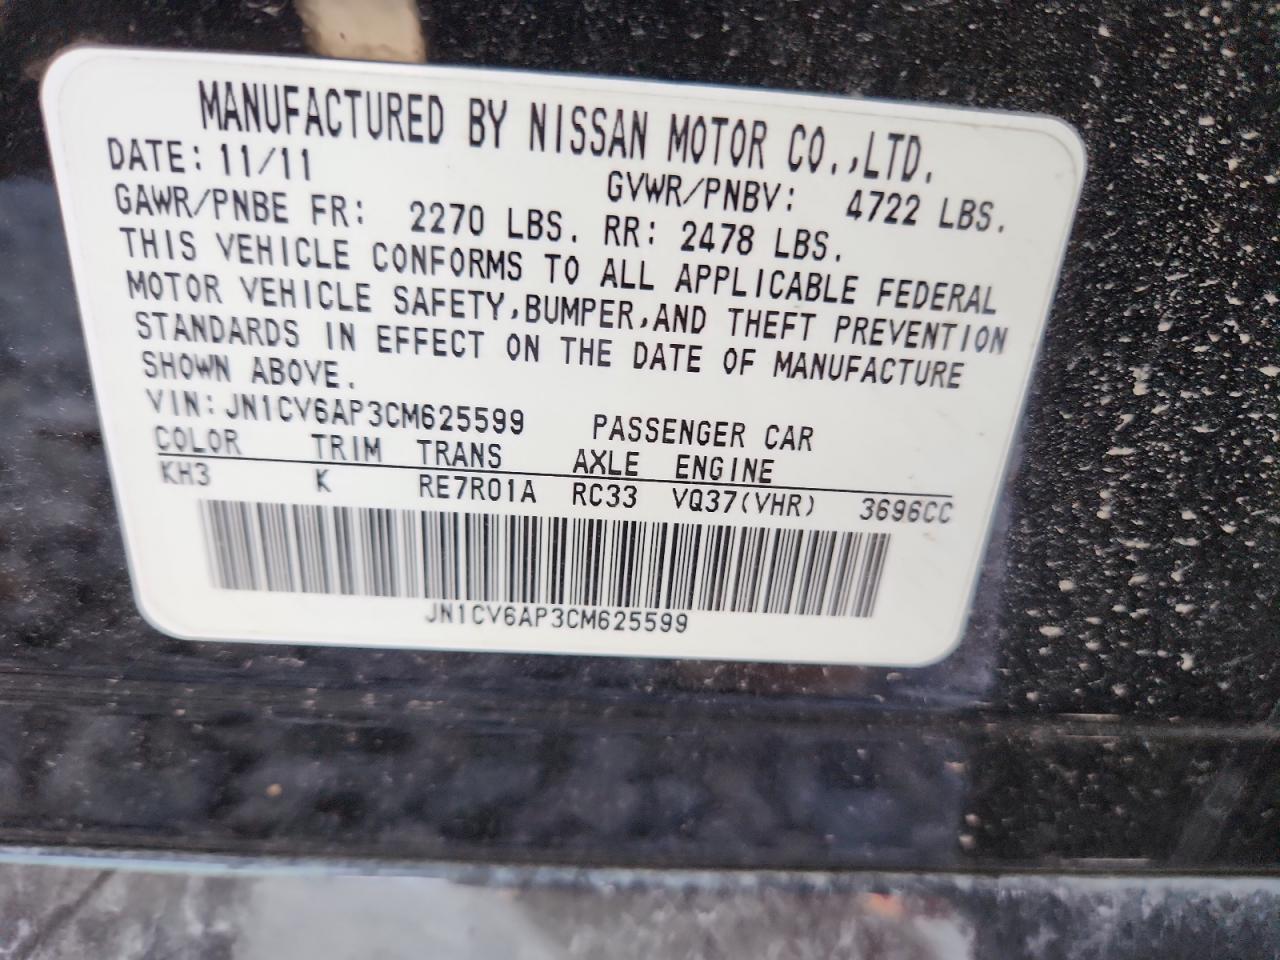 MANUFACTURED BY NISSAN MOTOR CO.,LTD.
DATE: 11/11 GVWR/PNBV: 4722 LBS.
GAWR/PNBE FR: 2270 LBS. RR: 2478 LBS.
THIS VEHICLE CONFORMS TO ALL APPLICABLE FEDERAL
MOTOR VEHICLE SAFETY,BUMPER,AND THEFT PREVENTION
STANDARDS IN EFFECT ON THE DATE OF MANUFACTURE
SHOWN ABOVE.
VIN: JN1CV6AP3CM625599 PASSENGER CAR
COLOR TRIM TRANS AXLE ENGINE
KH3 K RE7R01A RC33 VQ37(VHR) 3696CC
JN1CV6AP3CM625599